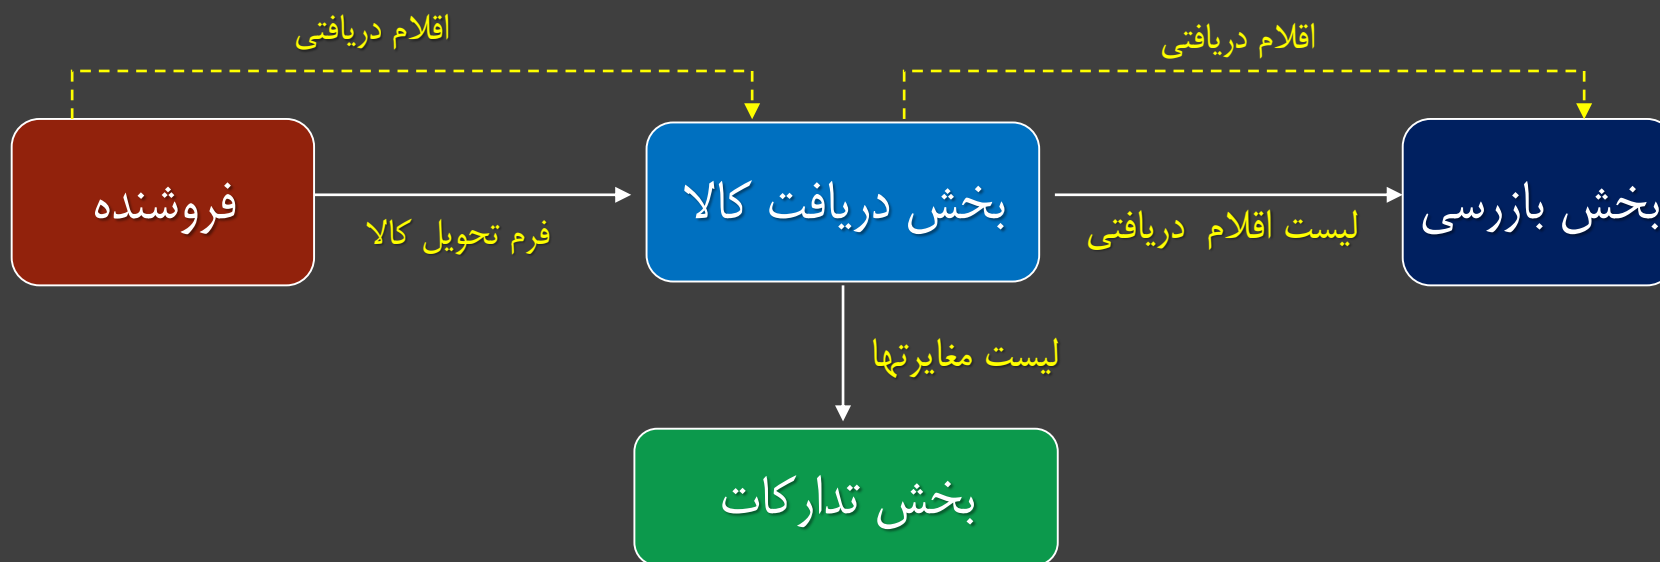 اقلام دریافتی
اقلام دریافتی
فروشنده
بخش دریافت کالا
بخش بازرسی
فرم تحویل کالا
لیست اقلام دریافتی
لیست مغایرتها
بخش تدارکات